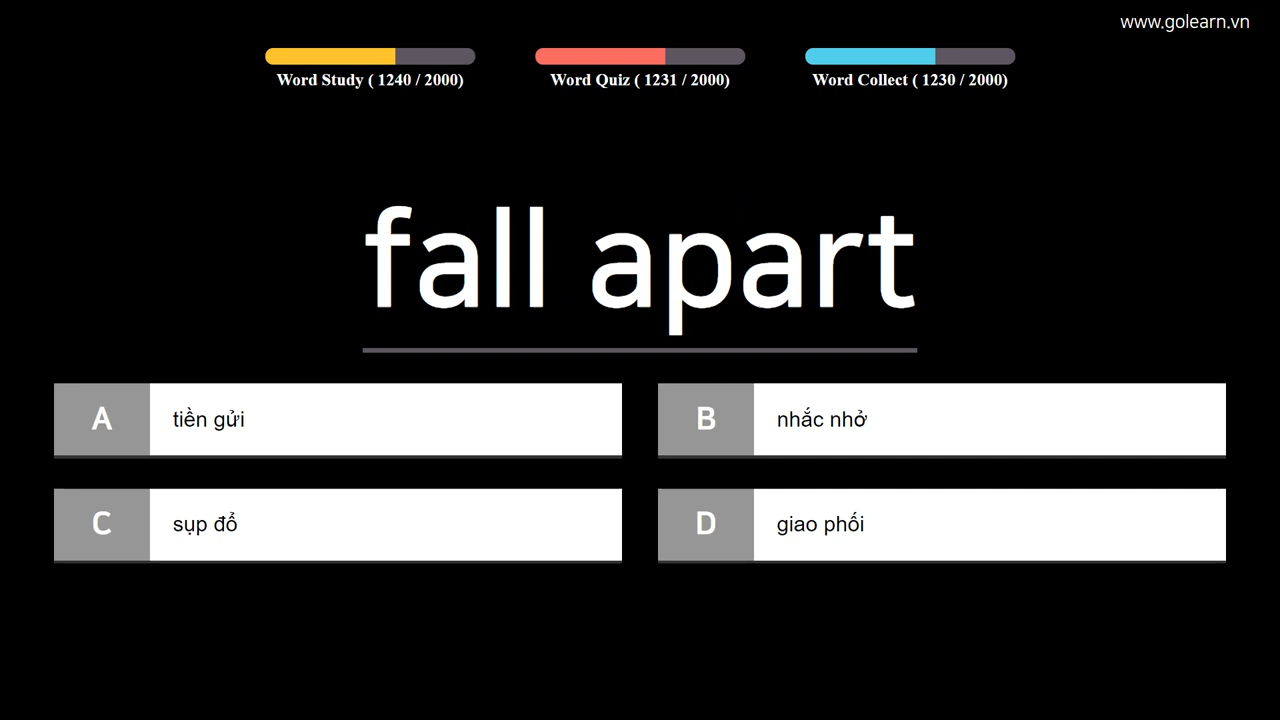 www.golearn.vn
Word Study ( 1240 / 2000)
Word Quiz ( 1231 / 2000)
Word Collect ( 1230 / 2000)
fall apart
A tiền gửi
B nhắc nhở
C sụp đổ
D giao phối